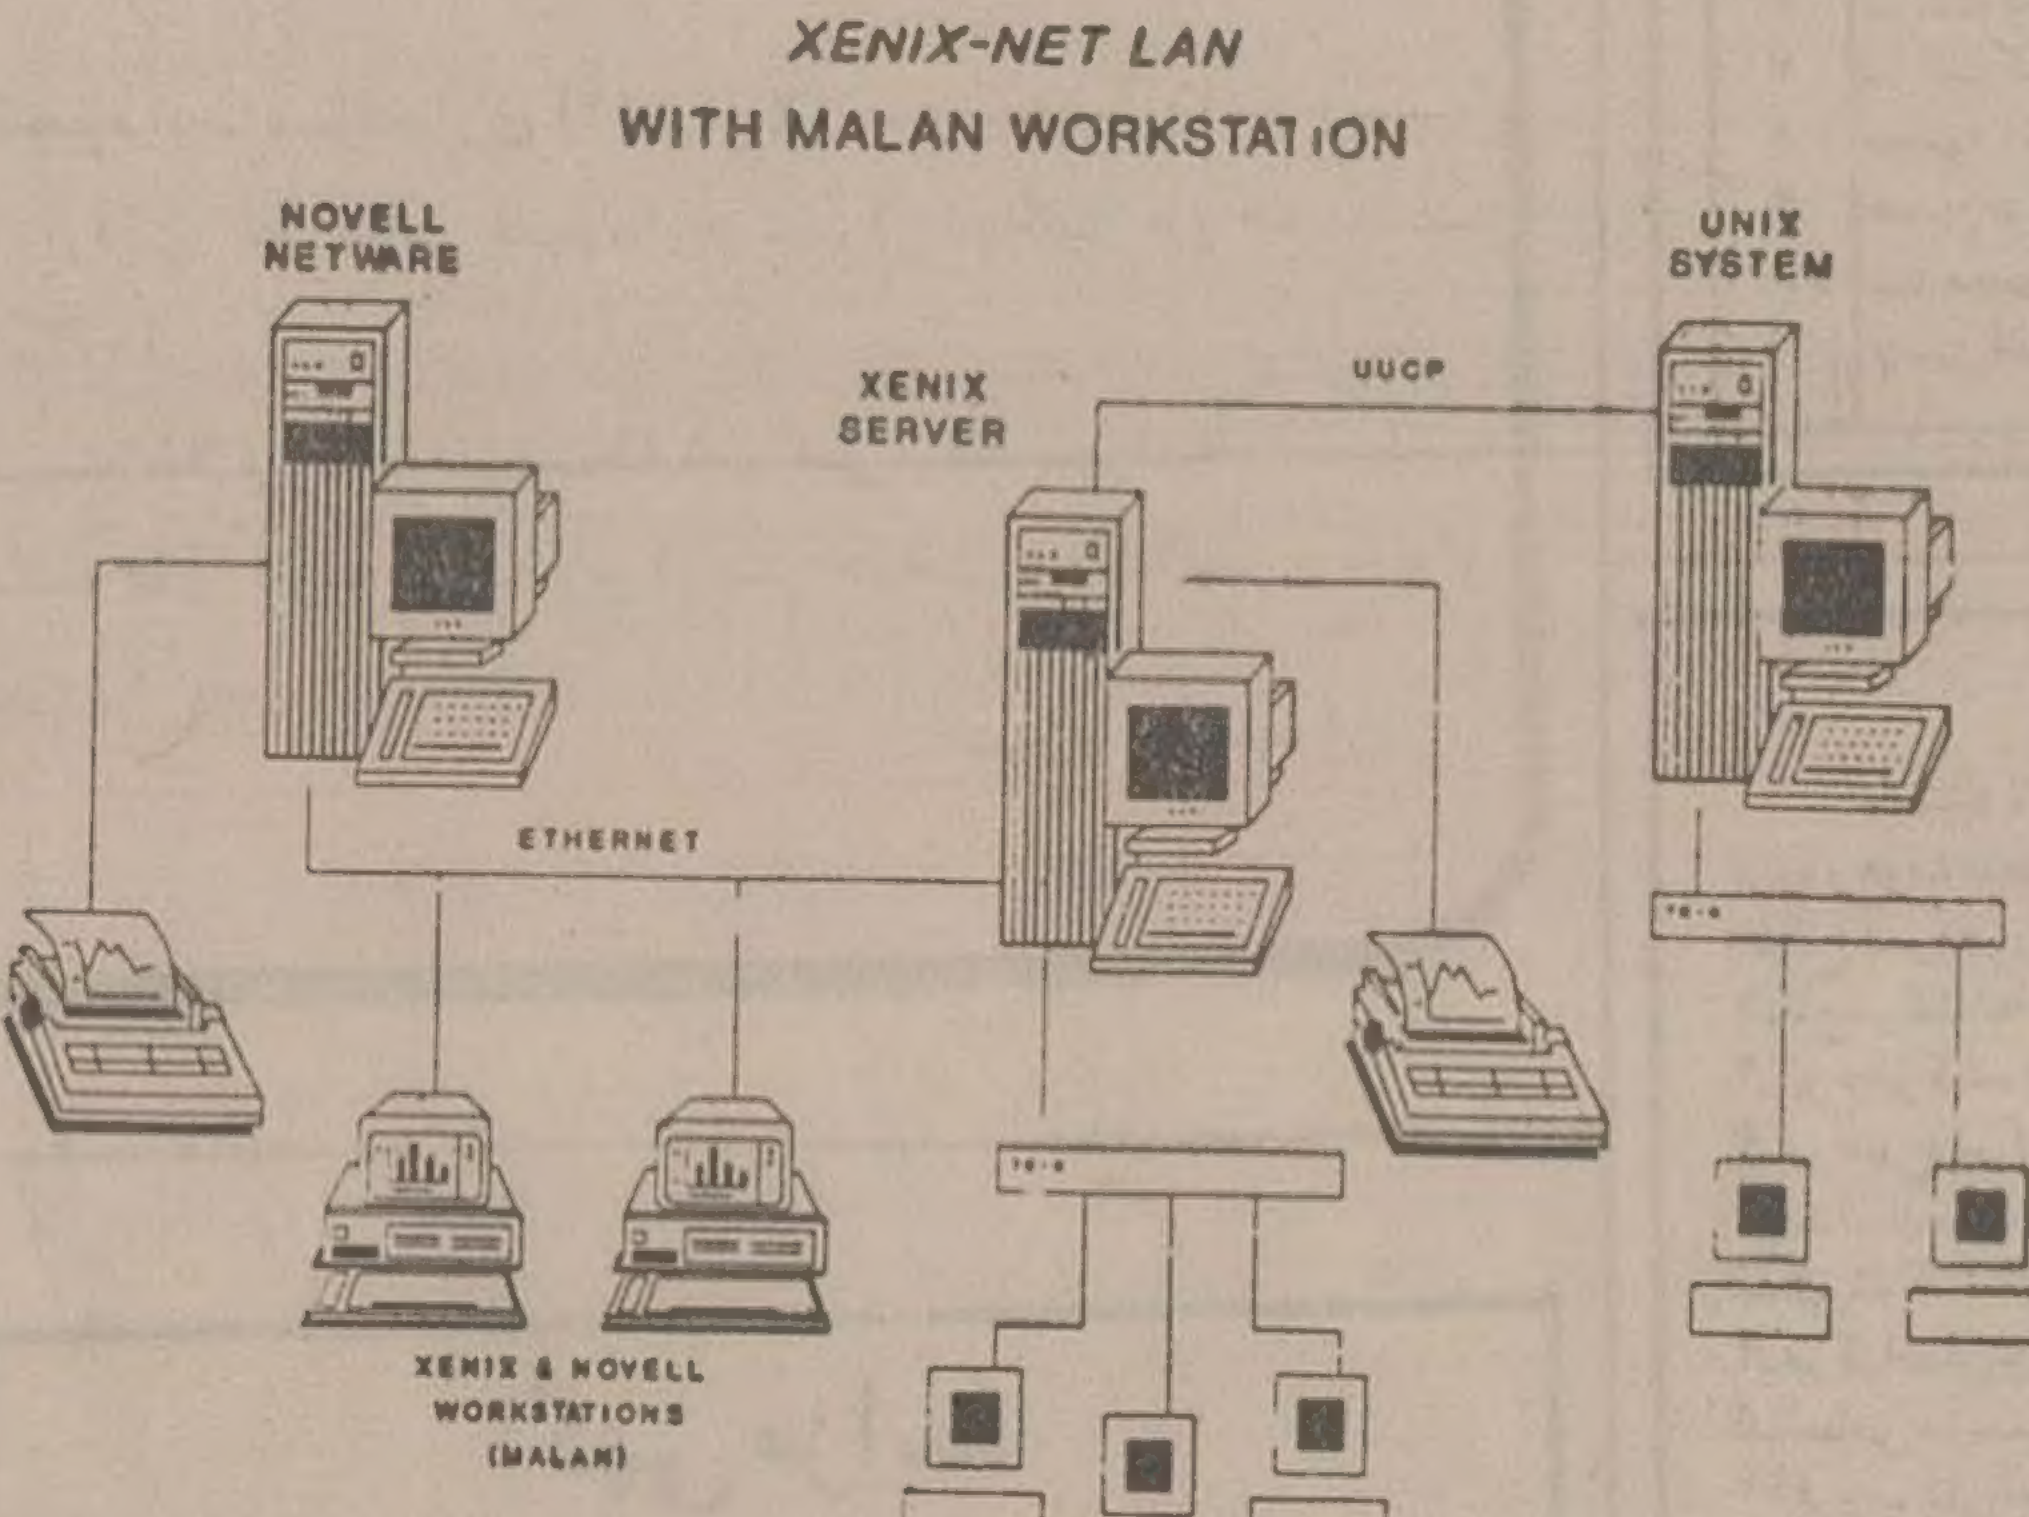 XENIX-NET LAN
WITH MALAN WORKSTATION
NOVELL
NETWARE
UNIX
SYSTEM
XENIX
SERVER
UUCP
ETHERNET
XENIX & NOVELL
WORKSTATIONS
(MALAN)